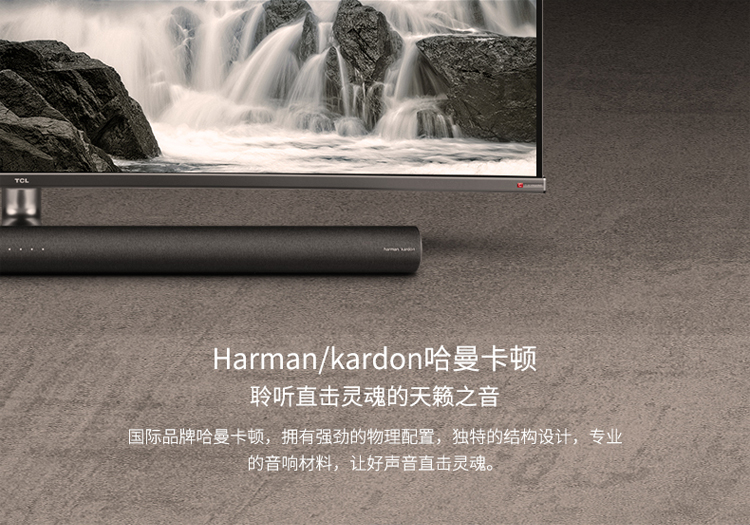 TCL
harman/kardon
Harman/kardon哈曼卡顿
聆听直击灵魂的天籁之音
国际品牌哈曼卡顿，拥有强劲的物理配置，独特的结构设计，专业
的音响材料，让好声音直击灵魂。